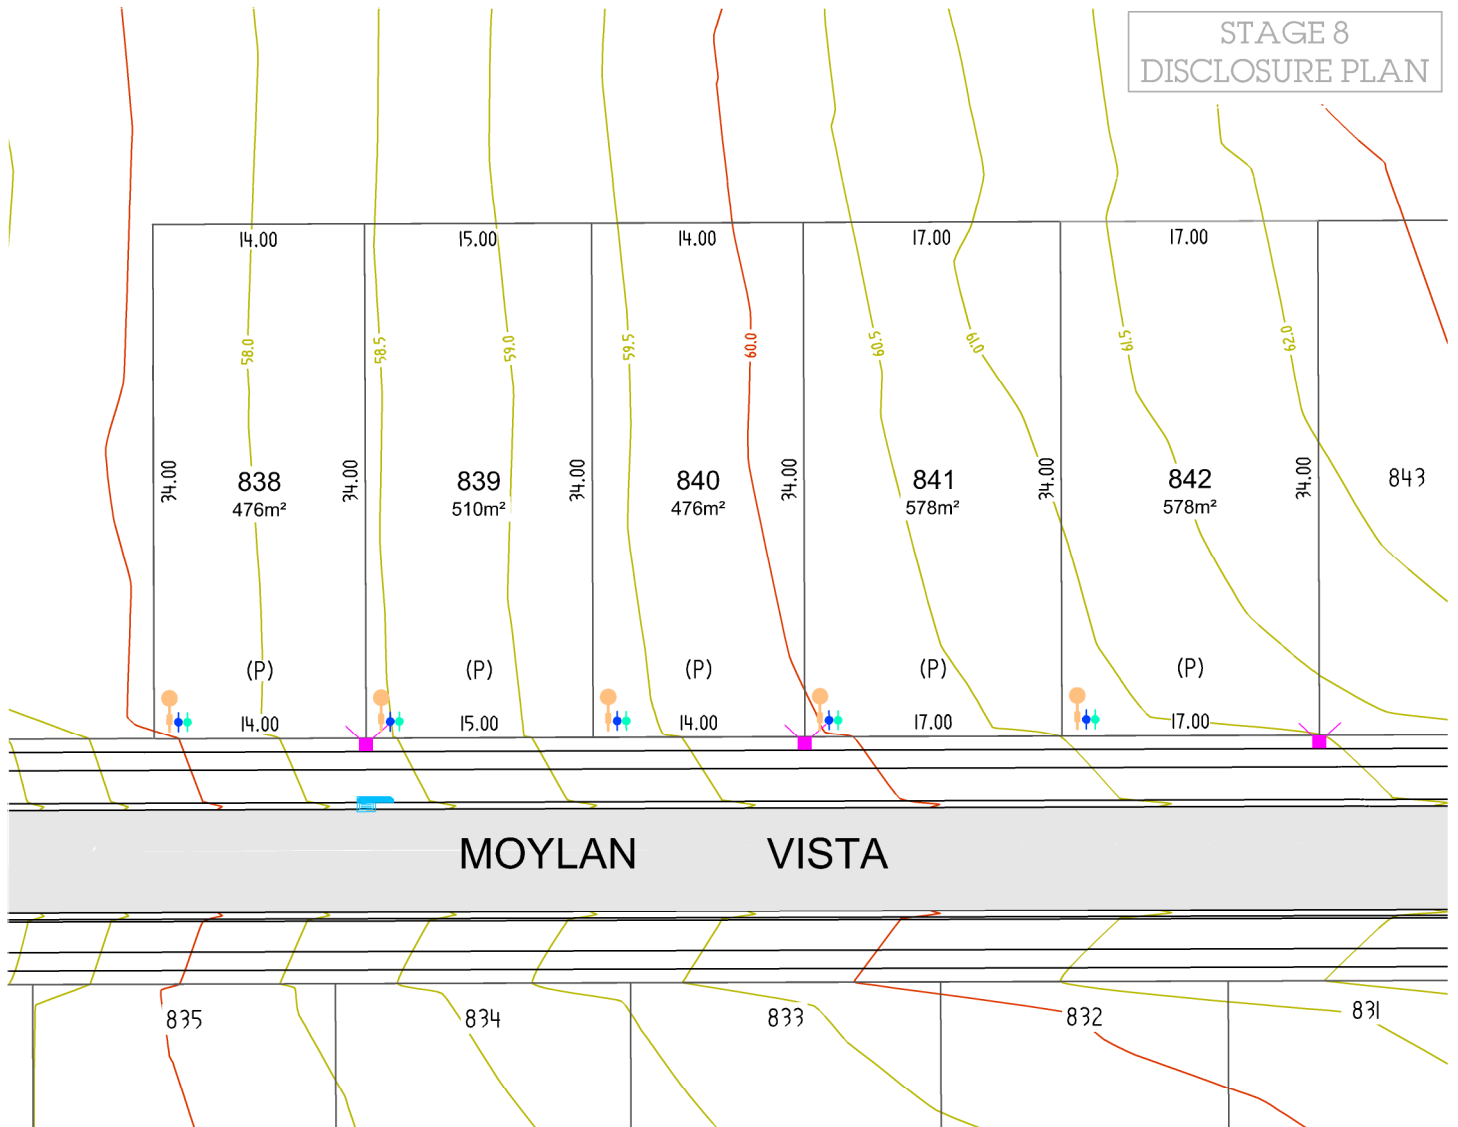 STAGE 8
DISCLOSURE PLAN
14.00 15.00 14.00 17.00 17.00
58.0 58.5 59.0 59.5 60.0 60.5 61.0 61.5 62.0
34.00 838 34.00 839 34.00 840 34.00 841 34.00 842 34.00 843
476m² 510m² 476m² 578m² 578m²
(P) (P) (P) (P) (P)
14.00 15.00 14.00 17.00 17.00
MOYLAN VISTA
835 834 833 832 831